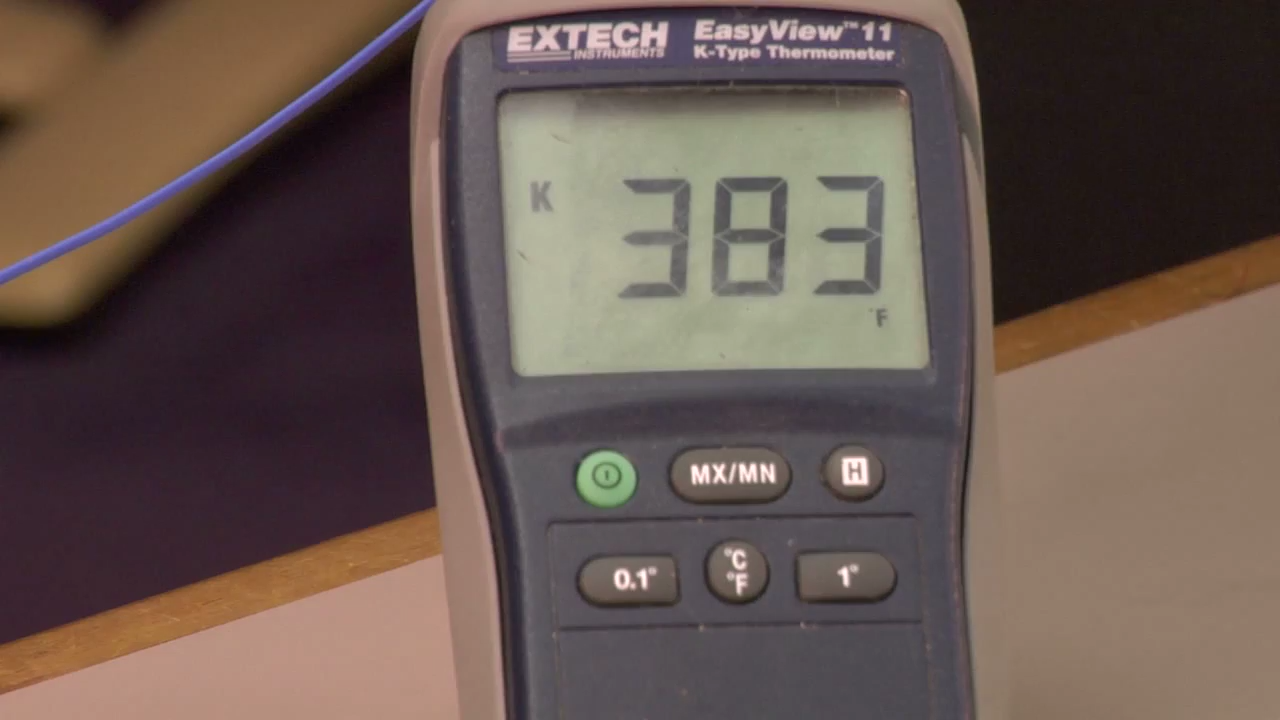 EXTECH
INSTRUMENTS
EasyView™11
K-Type Thermometer
K
383
°F
MX/MN
H
0.1°
°C
°F
1°